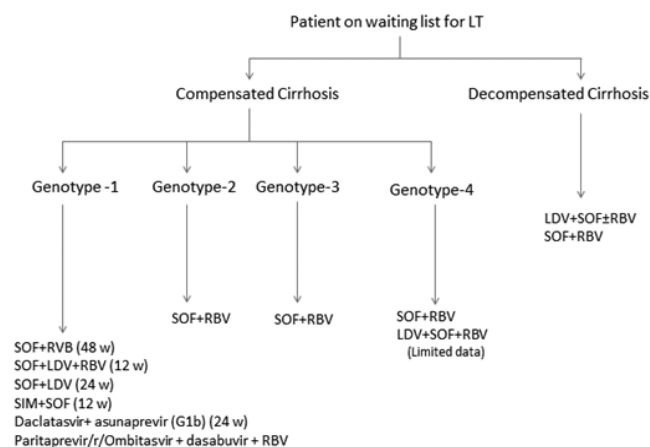 Patient on waiting list for LT
Compensated Cirrhosis
Decompensated Cirrhosis
Genotype -1
Genotype-2
Genotype-3
Genotype-4
LDV+SOF±RBV
SOF+RBV
SOF+RBV
SOF+RBV
SOF+RBV
LDV+SOF+RBV
(Limited data)
SOF+RVB (48 w)
SOF+LDV+RBV (12 w)
SOF+LDV (24 w)
SIM+SOF (12 w)
Daclatasvir+ asunaprevir (G1b) (24 w)
Paritaprevir/r/Ombitasvir + dasabuvir + RBV